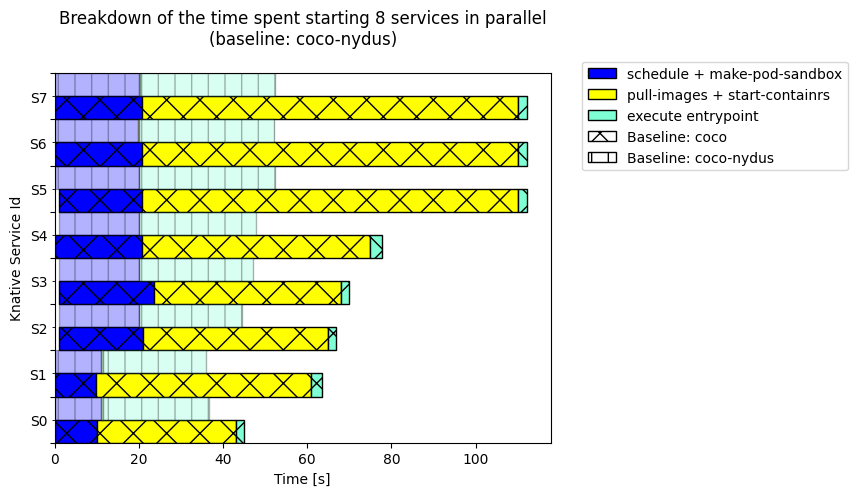 Breakdown of the time spent starting 8 services in parallel
(baseline: coco-nydus)
schedule + make-pod-sandbox
pull-images + start-containrs
execute entrypoint
Baseline: coco
Baseline: coco-nydus
Knative Service Id
S7
S6
S5
S4
S3
S2
S1
S0
0 20 40 60 80 100
Time [s]